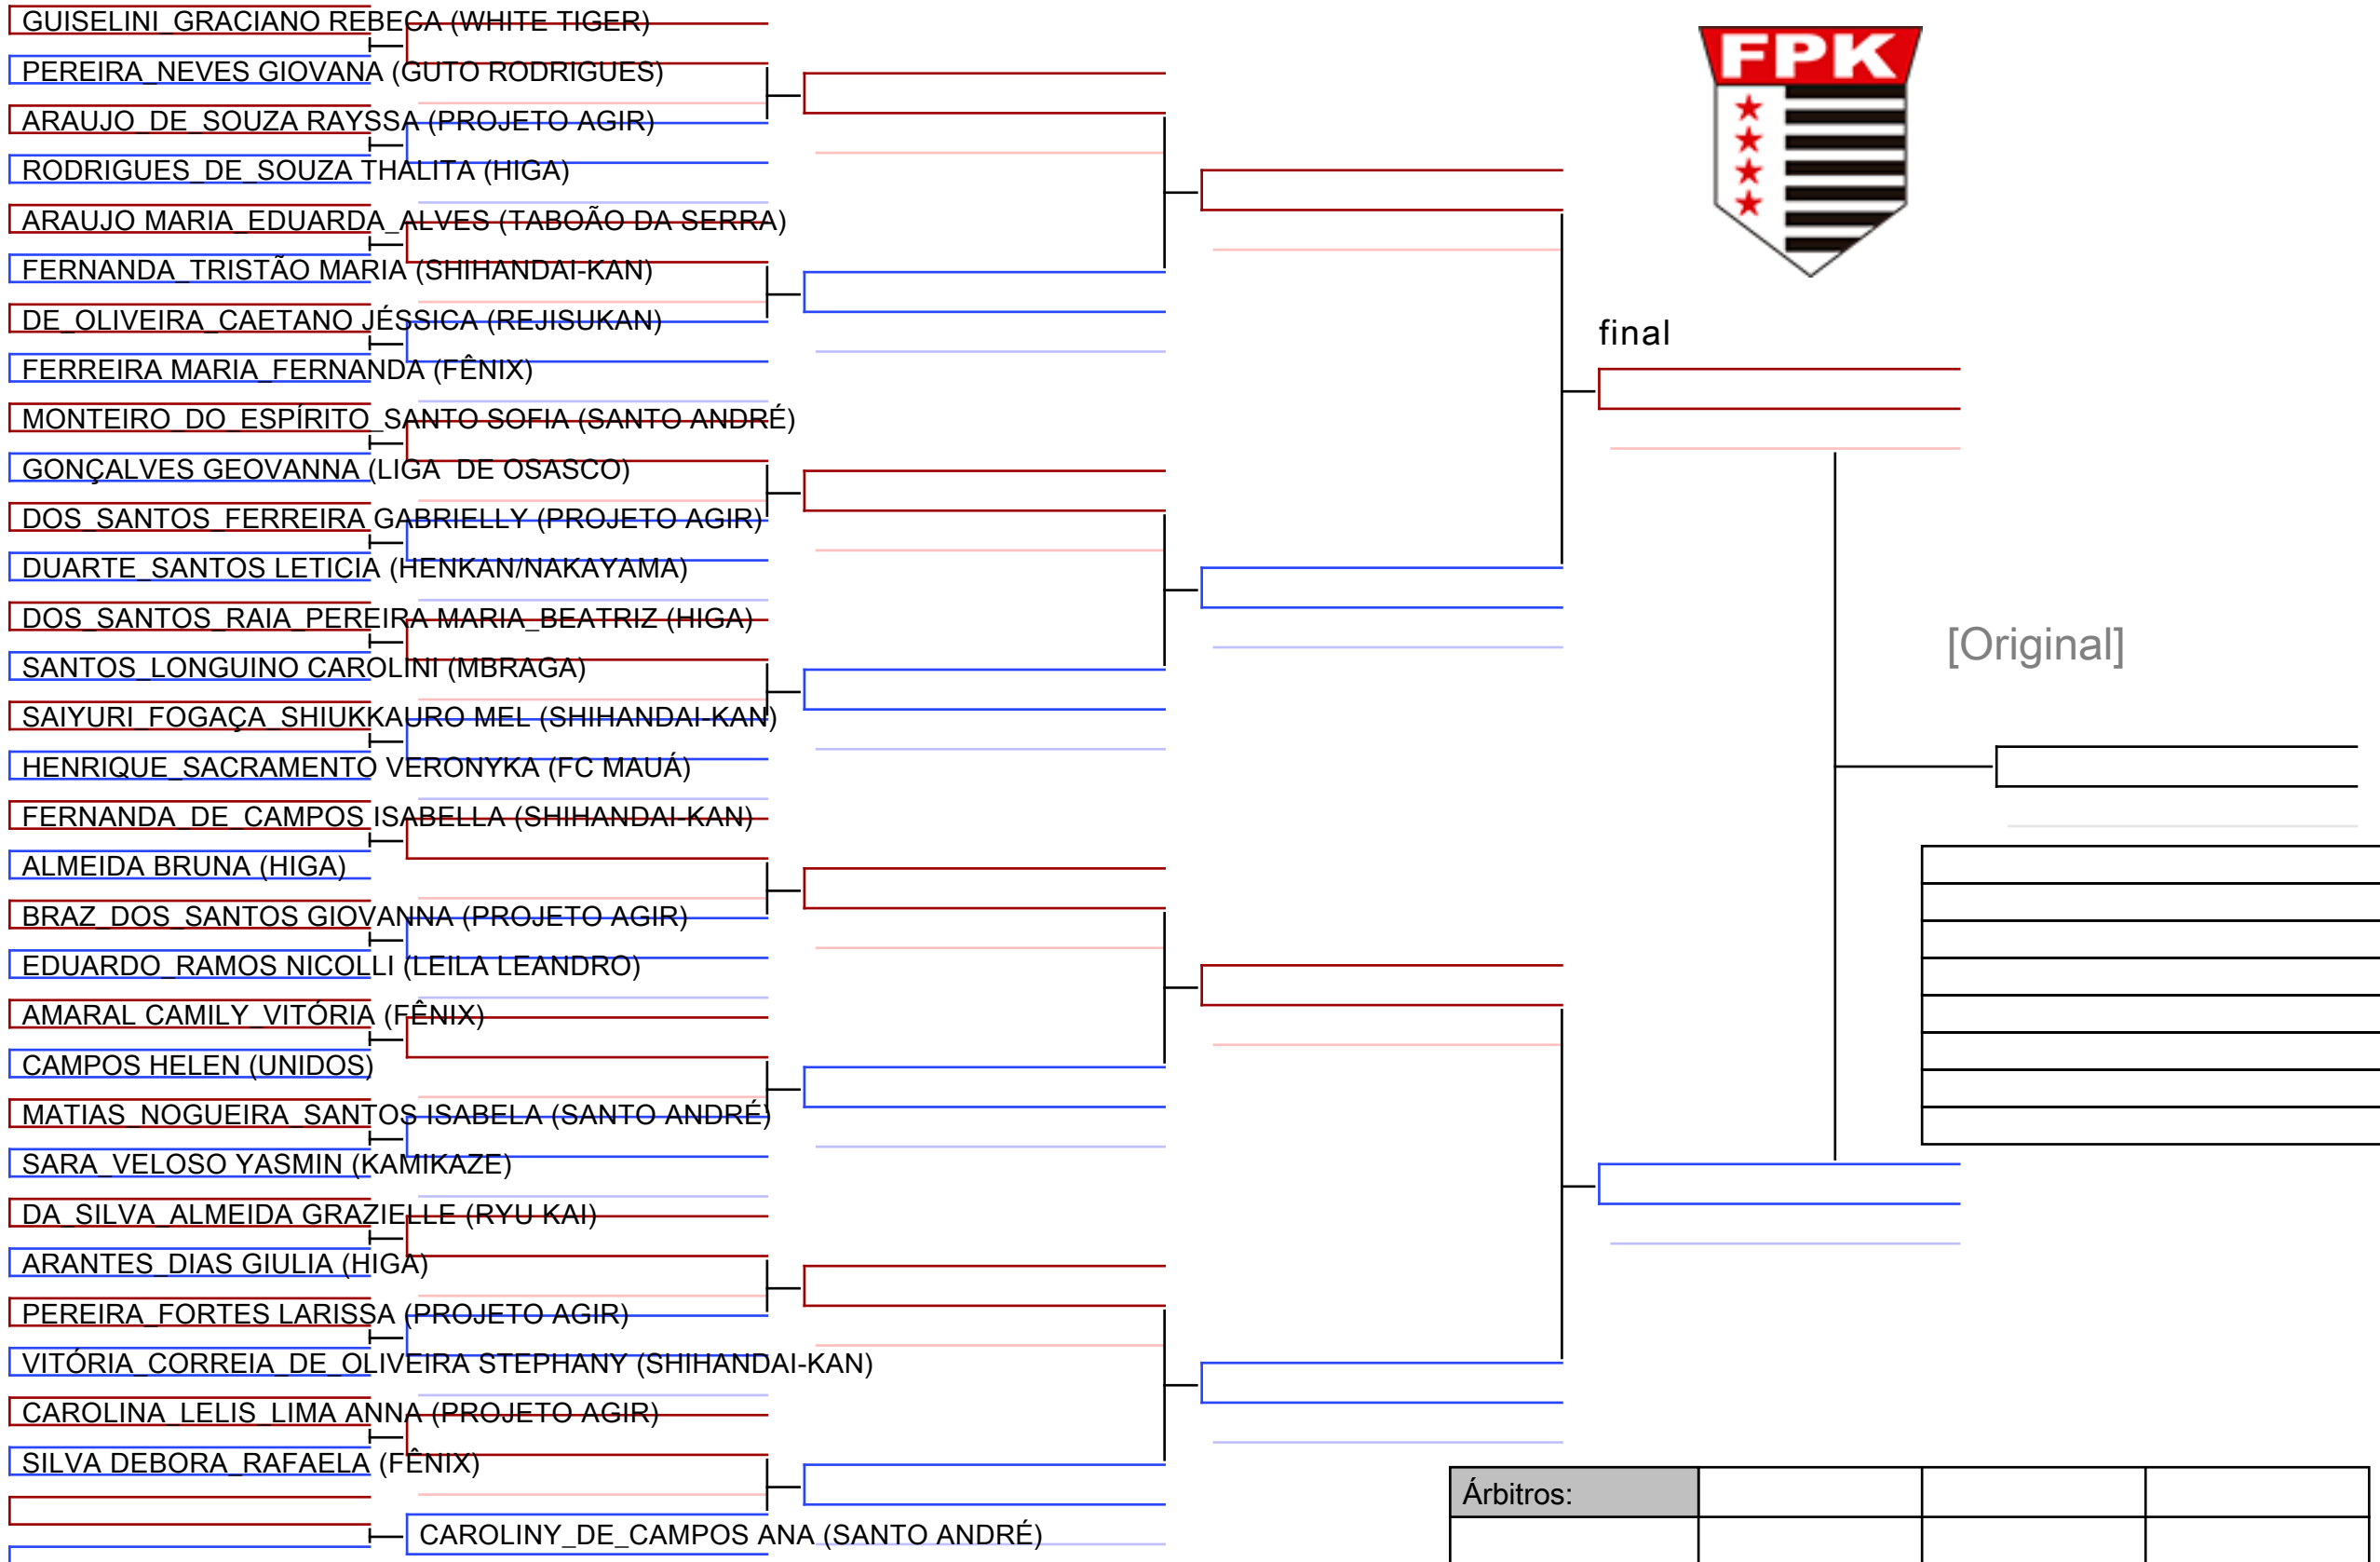 GUISELINI_GRACIANO REBECA (WHITE TIGER)
PEREIRA_NEVES GIOVANA (GUTO RODRIGUES)
ARAUJO_DE_SOUZA RAYSSA (PROJETO AGIR)
RODRIGUES_DE_SOUZA THALITA (HIGA)
ARAUJO MARIA_EDUARDA_ALVES (TABOÃO DA SERRA)
FERNANDA_TRISTÃO MARIA (SHIHANDAI-KAN)
DE_OLIVEIRA_CAETANO JÉSSICA (REJISUKAN)
FERREIRA MARIA_FERNANDA (FÊNIX)
MONTEIRO_DO_ESPÍRITO_SANTO SOFIA (SANTO ANDRÉ)
GONÇALVES GEOVANNA (LIGA  DE OSASCO)
DOS_SANTOS_FERREIRA GABRIELLY (PROJETO AGIR)
DUARTE_SANTOS LETICIA (HENKAN/NAKAYAMA)
DOS_SANTOS_RAIA_PEREIRA MARIA_BEATRIZ (HIGA)
SANTOS_LONGUINO CAROLINI (MBRAGA)
SAIYURI_FOGAÇA_SHIUKKAURO MEL (SHIHANDAI-KAN)
HENRIQUE_SACRAMENTO VERONYKA (FC MAUÁ)
FERNANDA_DE_CAMPOS ISABELLA (SHIHANDAI-KAN)
ALMEIDA BRUNA (HIGA)
BRAZ_DOS_SANTOS GIOVANNA (PROJETO AGIR)
EDUARDO_RAMOS NICOLLI (LEILA LEANDRO)
AMARAL CAMILY_VITÓRIA (FÊNIX)
CAMPOS HELEN (UNIDOS)
MATIAS_NOGUEIRA_SANTOS ISABELA (SANTO ANDRÉ)
SARA_VELOSO YASMIN (KAMIKAZE)
DA_SILVA_ALMEIDA GRAZIELLE (RYU KAI)
ARANTES_DIAS GIULIA (HIGA)
PEREIRA_FORTES LARISSA (PROJETO AGIR)
VITÓRIA_CORREIA_DE_OLIVEIRA STEPHANY (SHIHANDAI-KAN)
CAROLINA_LELIS_LIMA ANNA (PROJETO AGIR)
SILVA DEBORA_RAFAELA (FÊNIX)
CAROLINY_DE_CAMPOS ANA (SANTO ANDRÉ)
FPK
final
[Original]
Árbitros: